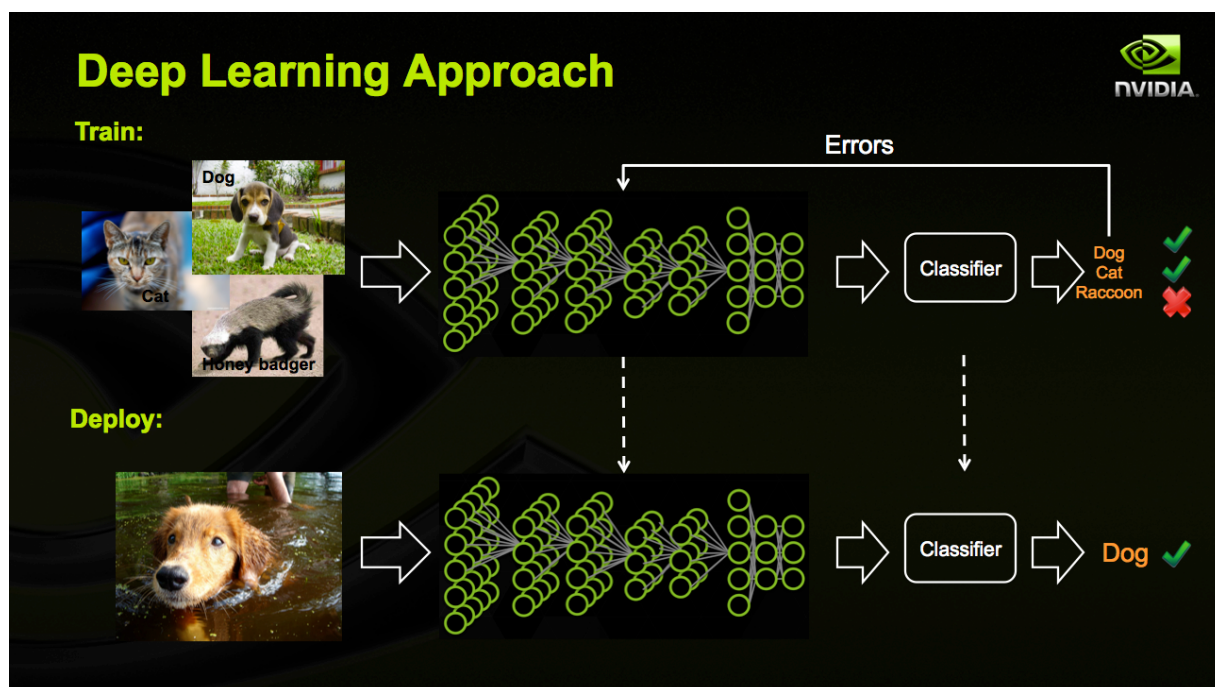 Deep Learning Approach
NVIDIA.
Train:
Errors
Dog
Cat
Honey badger
Classifier
Dog
Cat
Raccoon
Deploy:
Classifier
Dog